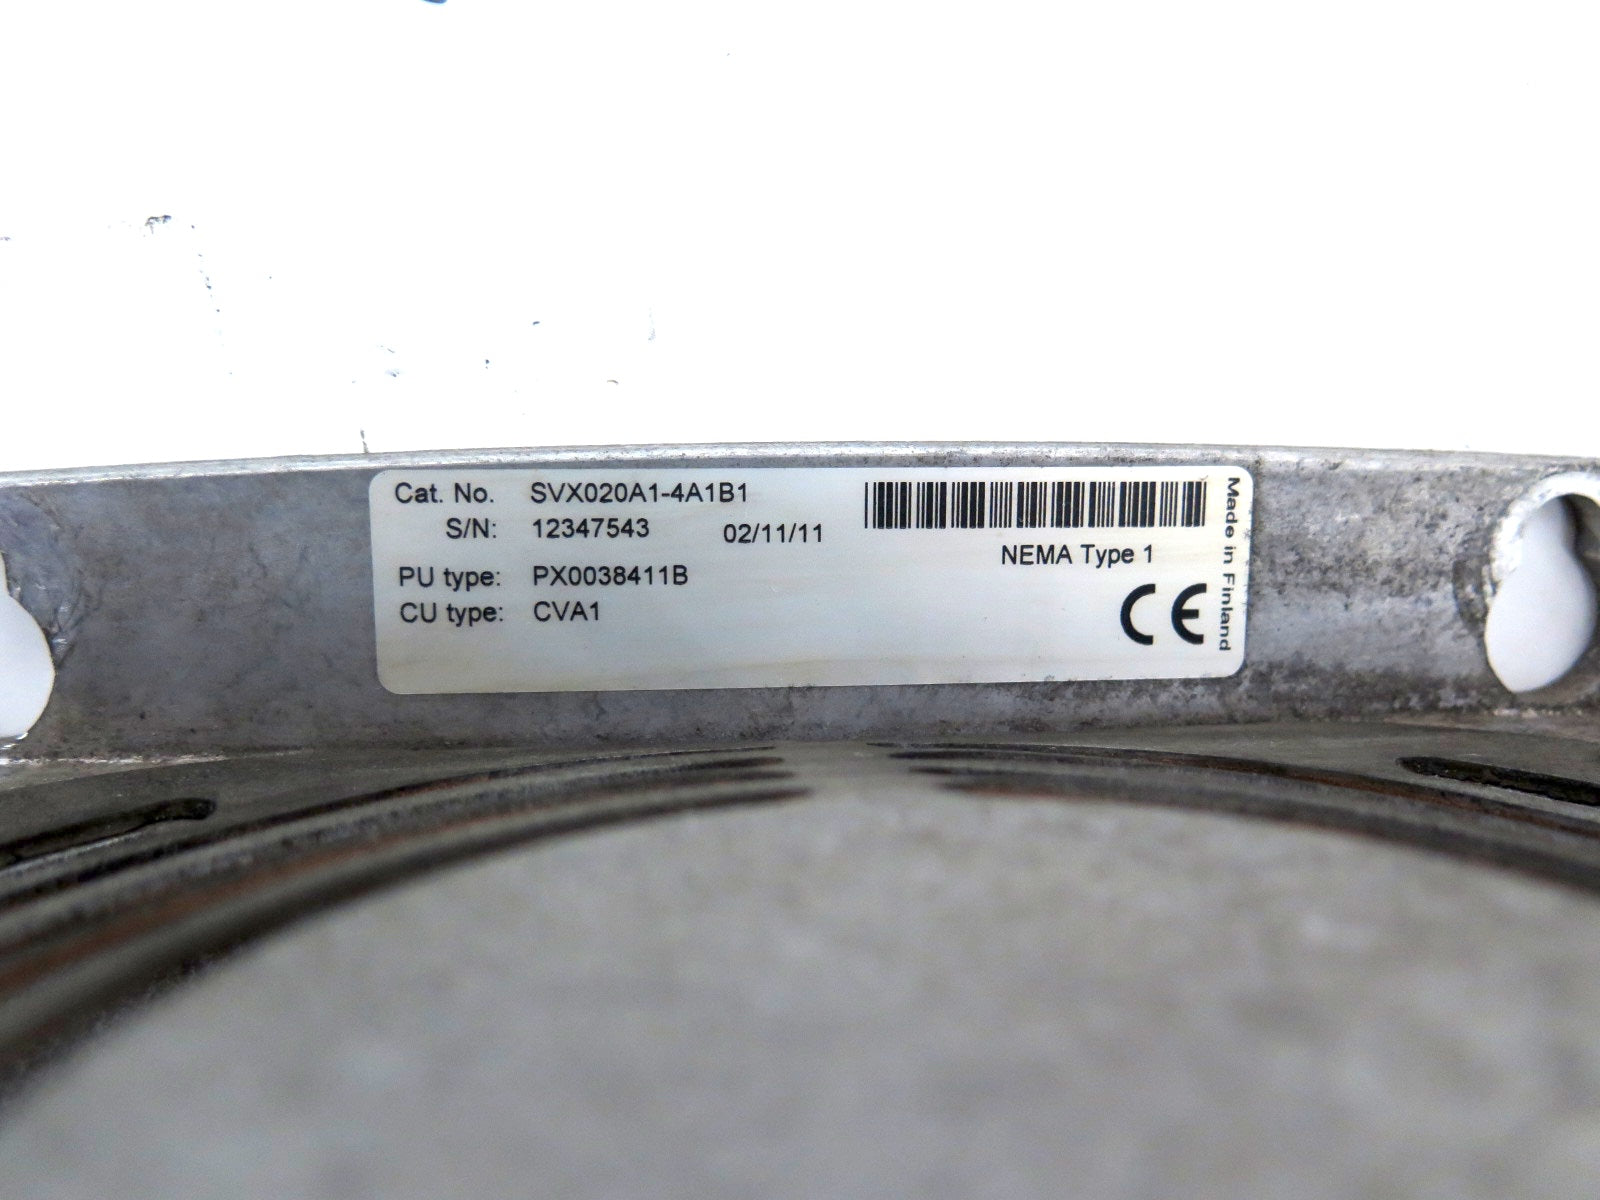 Cat. No. SVX020A1-4A1B1
S/N: 12347543 02/11/11
NEMA Type 1
PU type: PX0038411B
CU type: CVA1
CE
Made in Finland